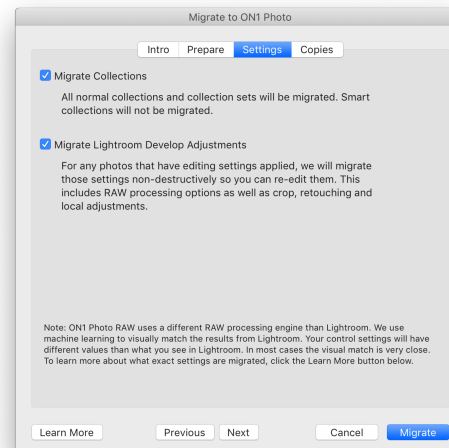 Migrate to ON1 Photo
Intro Prepare Settings Copies
Migrate Collections
All normal collections and collection sets will be migrated. Smart
collections will not be migrated.
Migrate Lightroom Develop Adjustments
For any photos that have editing settings applied, we will migrate
those settings non-destructively so you can re-edit them. This
includes RAW processing options as well as crop, retouching and
local adjustments.
Note: ON1 Photo RAW uses a different RAW processing engine than Lightroom. We use
machine learning to visually match the results from Lightroom. Your control settings will have
different values than what you see in Lightroom. In most cases the visual match is very close.
To learn more about what exact settings are migrated, click the Learn More button below.
Learn More Previous Next Cancel Migrate